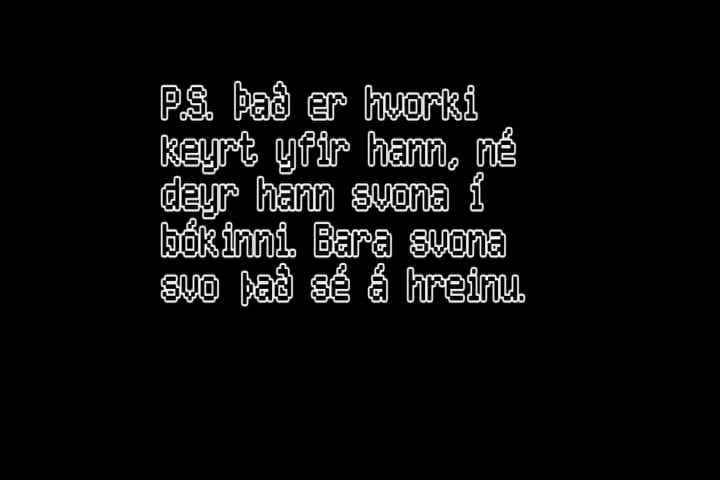 P.S. Það er hvorki
keyrt yfir hann, né
deyr hann svona í
bókinni. Bara svona
svo það sé á hreinu.